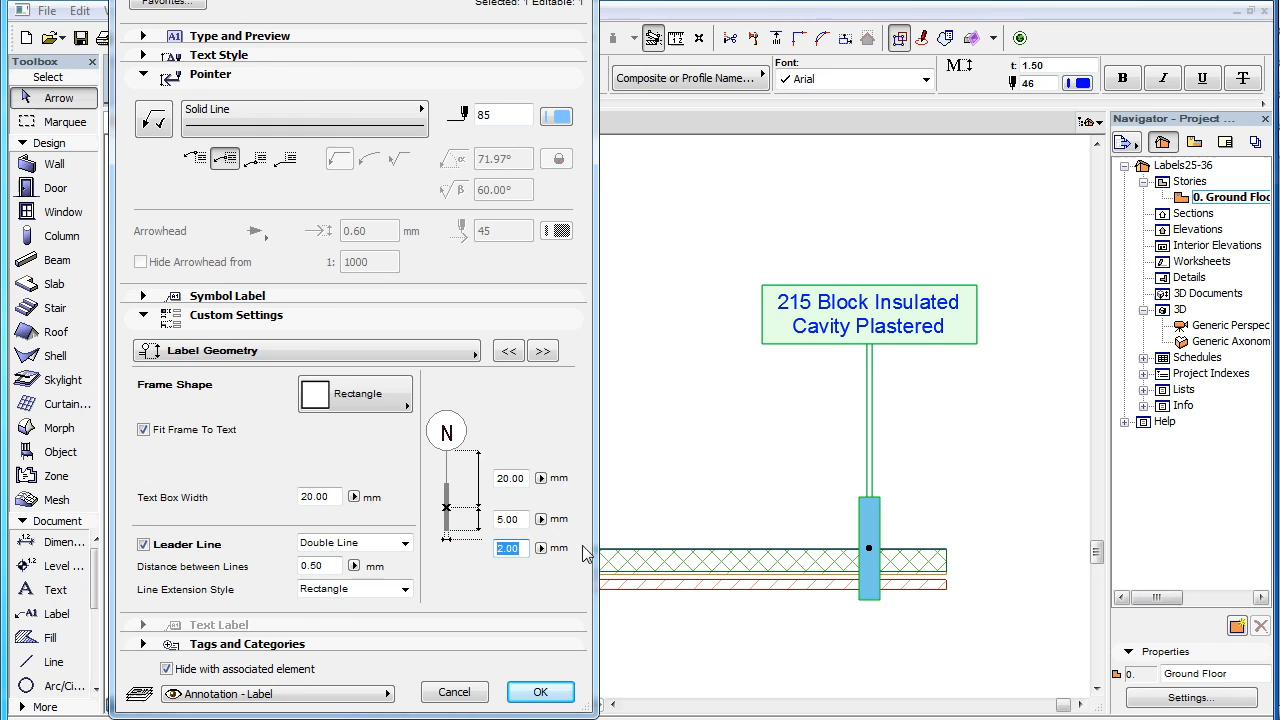 File
Edit
Toolbox
Select
Arrow
Marquee
Design
Wall
Door
Window
Column
Beam
Slab
Stair
Roof
Shell
Skylight
Curtain...
Morph
Object
Zone
Mesh
Document
Dimen...
Level ...
Text
Label
Fill
Line
Arc/Ci...
More
Favorites...
Selected: 1 Editable: 1
Type and Preview
Text Style
Pointer
Solid Line
85
71.97°
60.00°
Arrowhead
0.60 mm
45
Hide Arrowhead from
1: 1000
Symbol Label
Custom Settings
Label Geometry
<< >>
Frame Shape
Rectangle
Fit Frame To Text
N
20.00 mm
Text Box Width 20.00 mm
5.00 mm
Leader Line Double Line
2.00 mm
Distance between Lines 0.50 mm
Line Extension Style Rectangle
Text Label
Tags and Categories
Hide with associated element
Annotation - Label
Cancel
OK
Composite or Profile Name...
Font:
Arial
t: 1.50
46
B I U T
215 Block Insulated
Cavity Plastered
Navigator - Project ...
Labels25-36
Stories
0. Ground Floo
Sections
Elevations
Interior Elevations
Worksheets
Details
3D Documents
3D
Generic Perspec
Generic Axonom
Schedules
Project Indexes
Lists
Info
Help
Properties
0. Ground Floor
Settings...